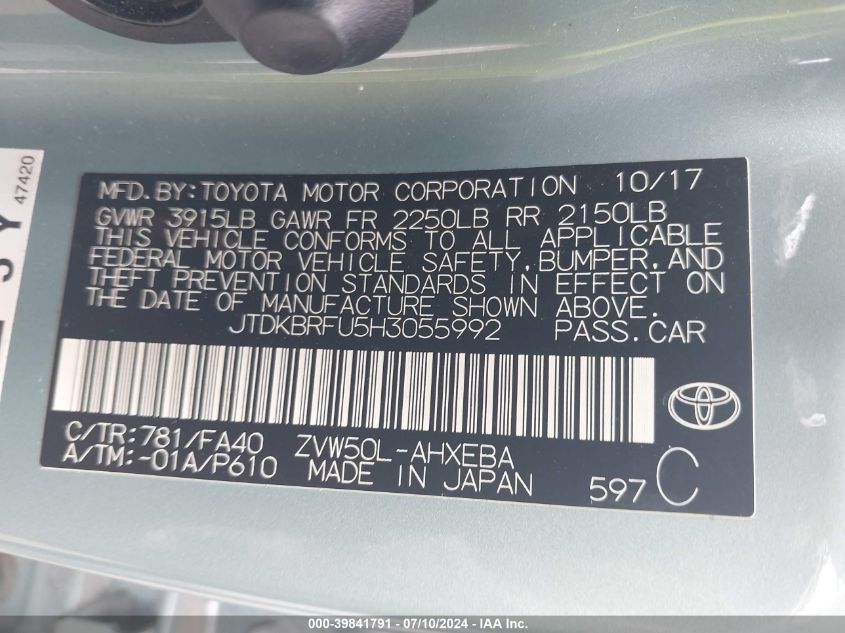 47420
MFD.BY:TOYOTA MOTOR CORPORATION 10/17
GVWR 3915LB GAWR FR 2250LB RR 2150LB
THIS VEHICLE CONFORMS TO ALL APPLICABLE
FEDERAL MOTOR VEHICLE SAFETY,BUMPER,AND
THEFT PREVENTION STANDARDS IN EFFECT ON
THE DATE OF MANUFACTURE SHOWN ABOVE.
JTDKBRFU5H3055992 PASS.CAR
C/TR:781/FA40 ZVW50L-AHXEBA
A/TM:-01A/P610 MADE IN JAPAN 597 C
000-39841791 - 07/10/2024 - IAA Inc.